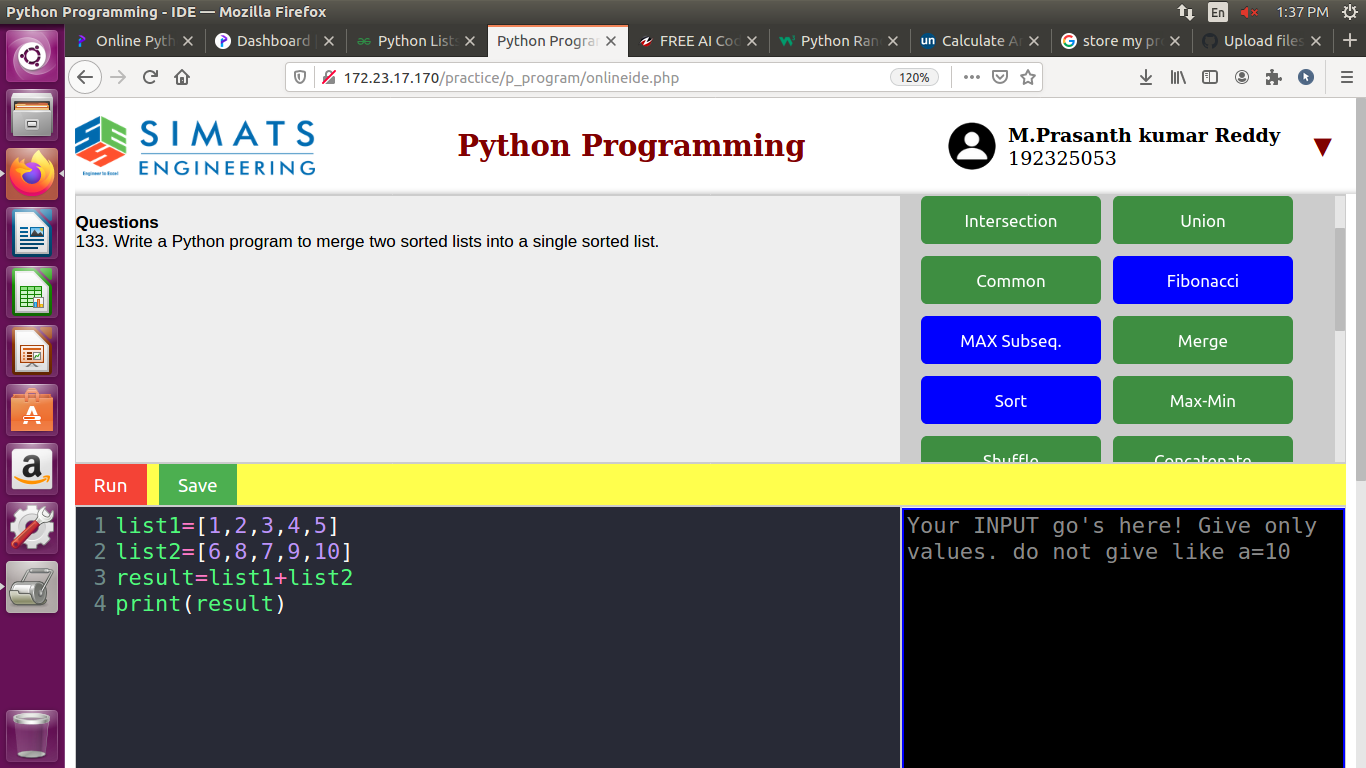 Python Programming - IDE — Mozilla Firefox
En
1:37 PM
Online Pyth
Dashboard
Python Lists
Python Progra
FREE AI Co
Python Ran
un Calculate A
store my pr
Upload files
172.23.17.170/practice/p_program/onlineide.php
120%
SIMATS
ENGINEERING
Engineer to Excel
Python Programming
M.Prasanth kumar Reddy
192325053
Questions
133. Write a Python program to merge two sorted lists into a single sorted list.
Intersection
Union
Common
Fibonacci
MAX Subseq.
Merge
Sort
Max-Min
Shuffle
Concatenate
Run
Save
1 list1=[1,2,3,4,5]
2 list2=[6,8,7,9,10]
3 result=list1+list2
4 print(result)
Your INPUT go's here! Give only
values. do not give like a=10